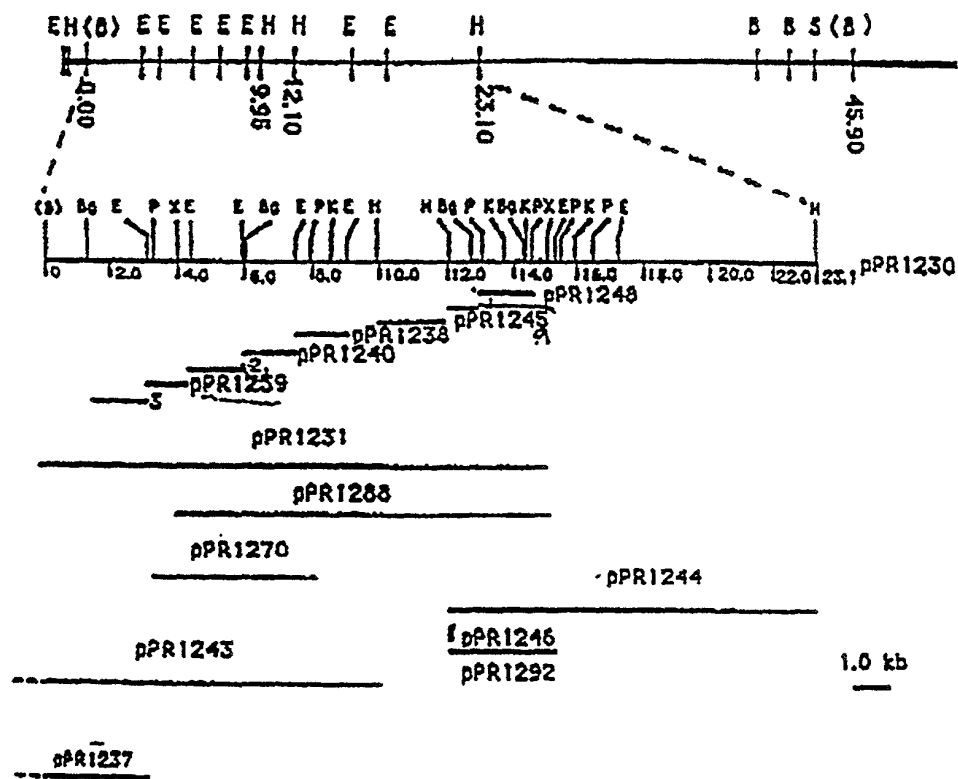 E H (B) E E E E E H H E E H B B S (B)
0.00 9.95 12.10 23.10 45.90
(B) BG E P X E E BG E P K E H H BG P K BG K P X E P K P E H
0 2.0 4.0 6.0 8.0 10.0 12.0 14.0 16.0 18.0 20.0 22.0 23.1 pPR1230
pPR1248
pPR1245
pPR1238
2 pPR1240
pPR1239
3
pPR1231
pPR1288
pPR1270
pPR1244
pPR1246
pPR1243
pPR1292
1.0 kb
pPR1237